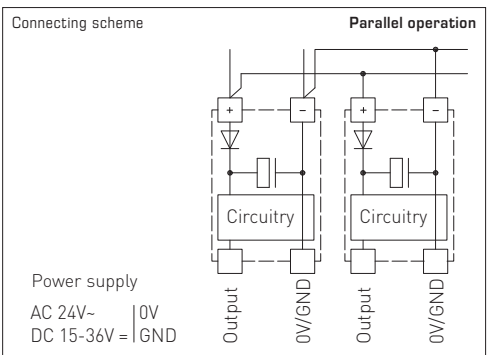 Connecting scheme
Parallel operation
+ − + −
Circuitry
Circuitry
Power supply
AC 24V~ | 0V
DC 15-36V = | GND
Output
0V/GND
Output
0V/GND